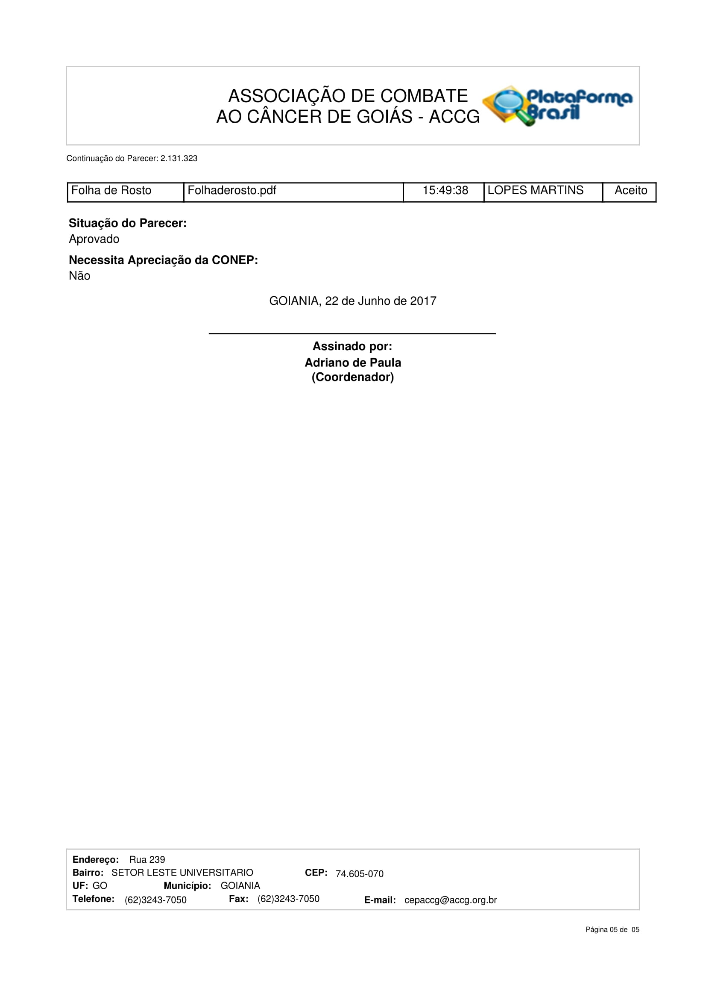 ASSOCIAÇÃO DE COMBATE
AO CÂNCER DE GOIÁS - ACCG
Plataforma
Brasil
Continuação do Parecer: 2.131.323
Folha de Rosto Folhaderosto.pdf 15:49:38 LOPES MARTINS Aceito
Situação do Parecer:
Aprovado
Necessita Apreciação da CONEP:
Não
GOIANIA, 22 de Junho de 2017
Assinado por:
Adriano de Paula
(Coordenador)
Endereço: Rua 239
Bairro: SETOR LESTE UNIVERSITARIO CEP: 74.605-070
UF: GO Município: GOIANIA
Telefone: (62)3243-7050 Fax: (62)3243-7050 E-mail: cepaccg@accg.org.br
Página 05 de 05